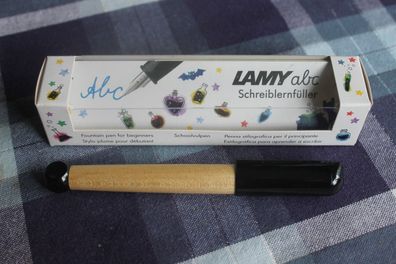 Abc
LAMY abc
Schreiblernfüller
Fountain pen for beginners
Schoolvulpen
Penna stilografica per il principiante
Stylo plume pour débutant
Estilográfica para aprender a escribir